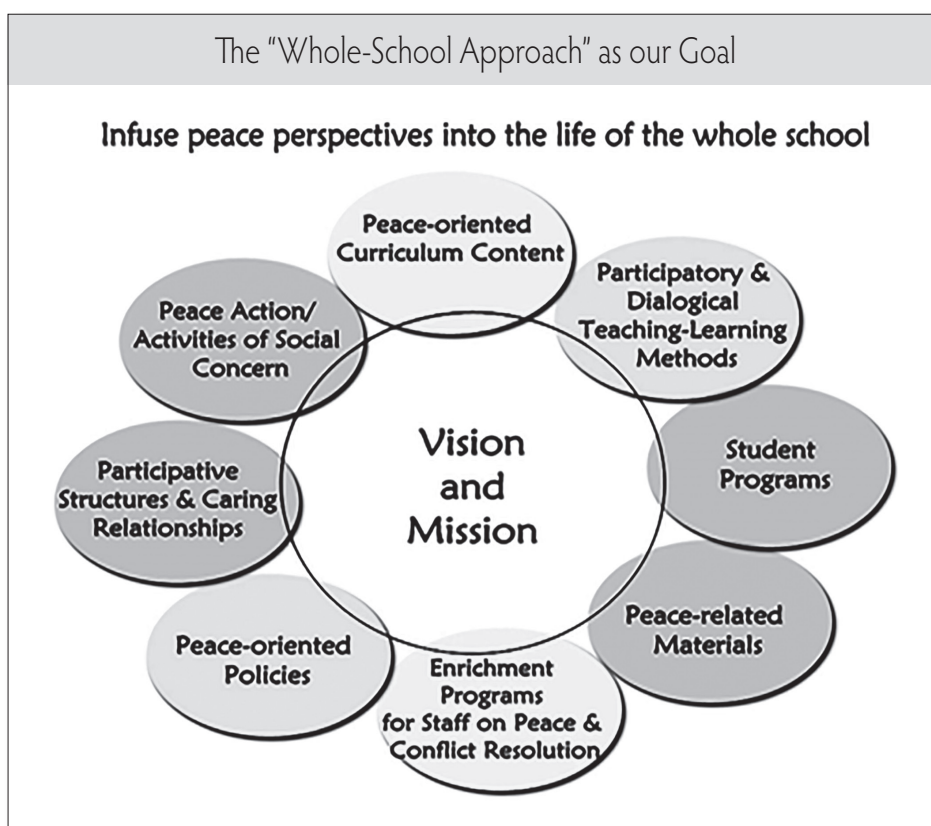 The “Whole-School Approach” as our Goal
Infuse peace perspectives into the life of the whole school
Peace-oriented
Curriculum Content
Participatory &
Dialogical
Teaching-Learning
Methods
Student
Programs
Peace-related
Materials
Enrichment
Programs
for Staff on Peace &
Conflict Resolution
Peace-oriented
Policies
Participative
Structures & Caring
Relationships
Peace Action/
Activities of Social
Concern
Vision
and
Mission